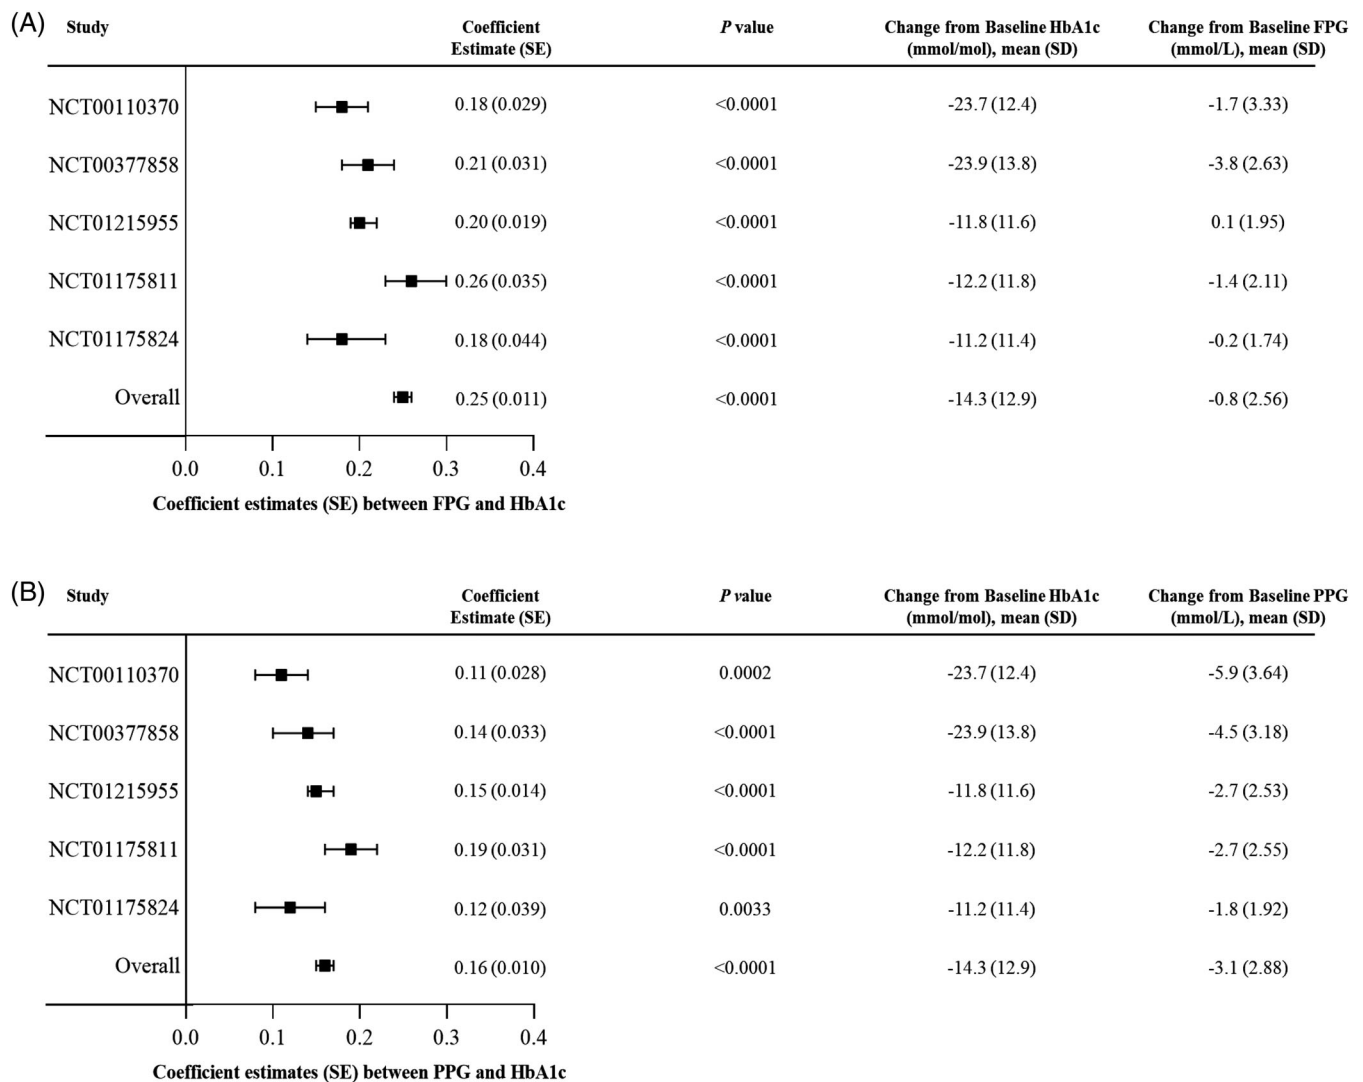 (A) Study Coefficient P value Change from Baseline HbA1c Change from Baseline FPG
Estimate (SE) (mmol/mol), mean (SD) (mmol/L), mean (SD)
NCT00110370 0.18 (0.029) <0.0001 -23.7 (12.4) -1.7 (3.33)
NCT00377858 0.21 (0.031) <0.0001 -23.9 (13.8) -3.8 (2.63)
NCT01215955 0.20 (0.019) <0.0001 -11.8 (11.6) 0.1 (1.95)
NCT01175811 0.26 (0.035) <0.0001 -12.2 (11.8) -1.4 (2.11)
NCT01175824 0.18 (0.044) <0.0001 -11.2 (11.4) -0.2 (1.74)
Overall 0.25 (0.011) <0.0001 -14.3 (12.9) -0.8 (2.56)
0.0 0.1 0.2 0.3 0.4
Coefficient estimates (SE) between FPG and HbA1c
(B) Study Coefficient P value Change from Baseline HbA1c Change from Baseline PPG
Estimate (SE) (mmol/mol), mean (SD) (mmol/L), mean (SD)
NCT00110370 0.11 (0.028) 0.0002 -23.7 (12.4) -5.9 (3.64)
NCT00377858 0.14 (0.033) <0.0001 -23.9 (13.8) -4.5 (3.18)
NCT01215955 0.15 (0.014) <0.0001 -11.8 (11.6) -2.7 (2.53)
NCT01175811 0.19 (0.031) <0.0001 -12.2 (11.8) -2.7 (2.55)
NCT01175824 0.12 (0.039) 0.0033 -11.2 (11.4) -1.8 (1.92)
Overall 0.16 (0.010) <0.0001 -14.3 (12.9) -3.1 (2.88)
0.0 0.1 0.2 0.3 0.4
Coefficient estimates (SE) between PPG and HbA1c